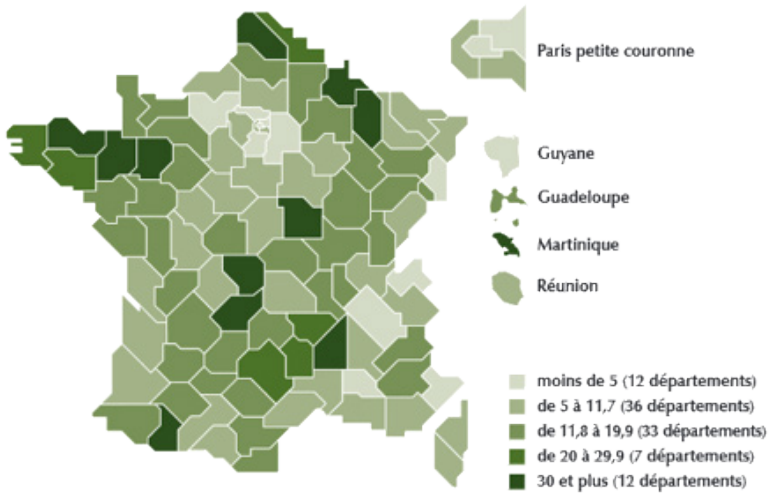 Paris petite couronne
Guyane
Guadeloupe
Martinique
Réunion
moins de 5 (12 départements)
de 5 à 11,7 (36 départements)
de 11,8 à 19,9 (33 départements)
de 20 à 29,9 (7 départements)
30 et plus (12 départements)